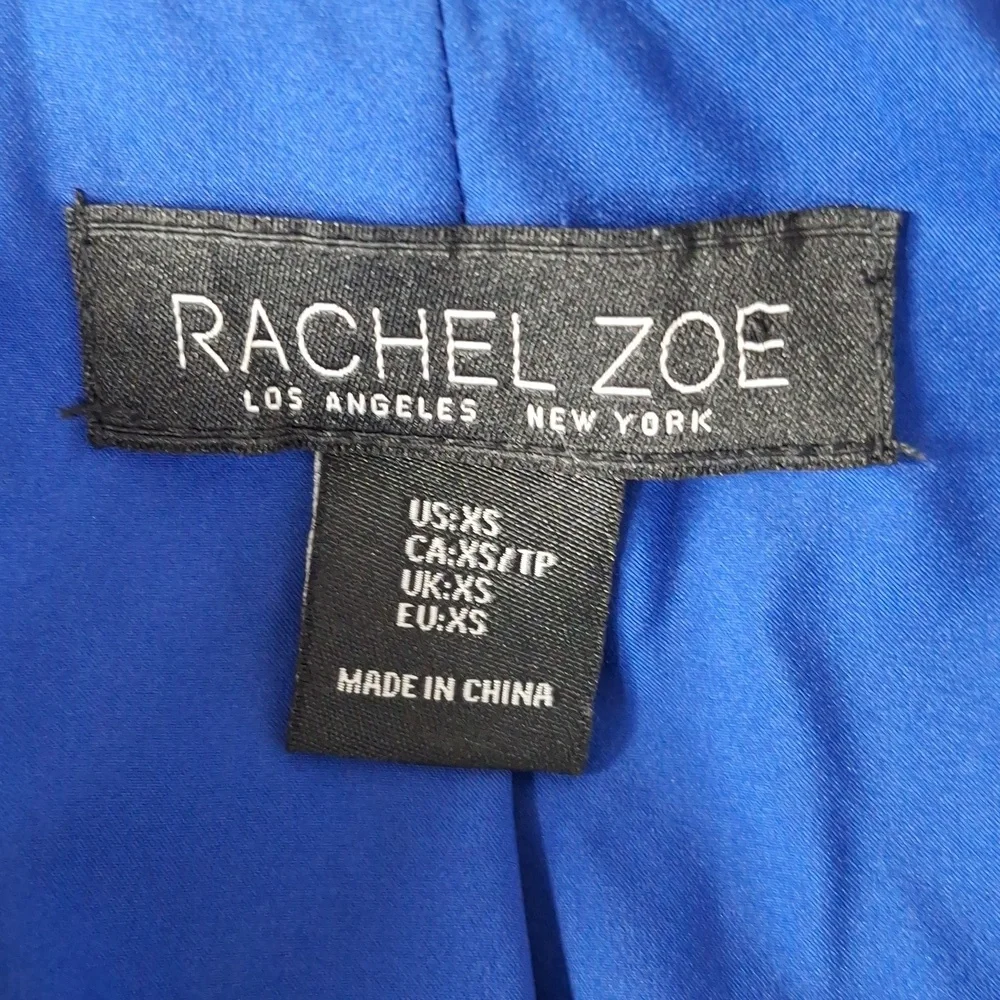 RACHEL ZOE
LOS ANGELES NEW YORK
US:XS
CA:XS/TP
UK:XS
EU:XS
MADE IN CHINA